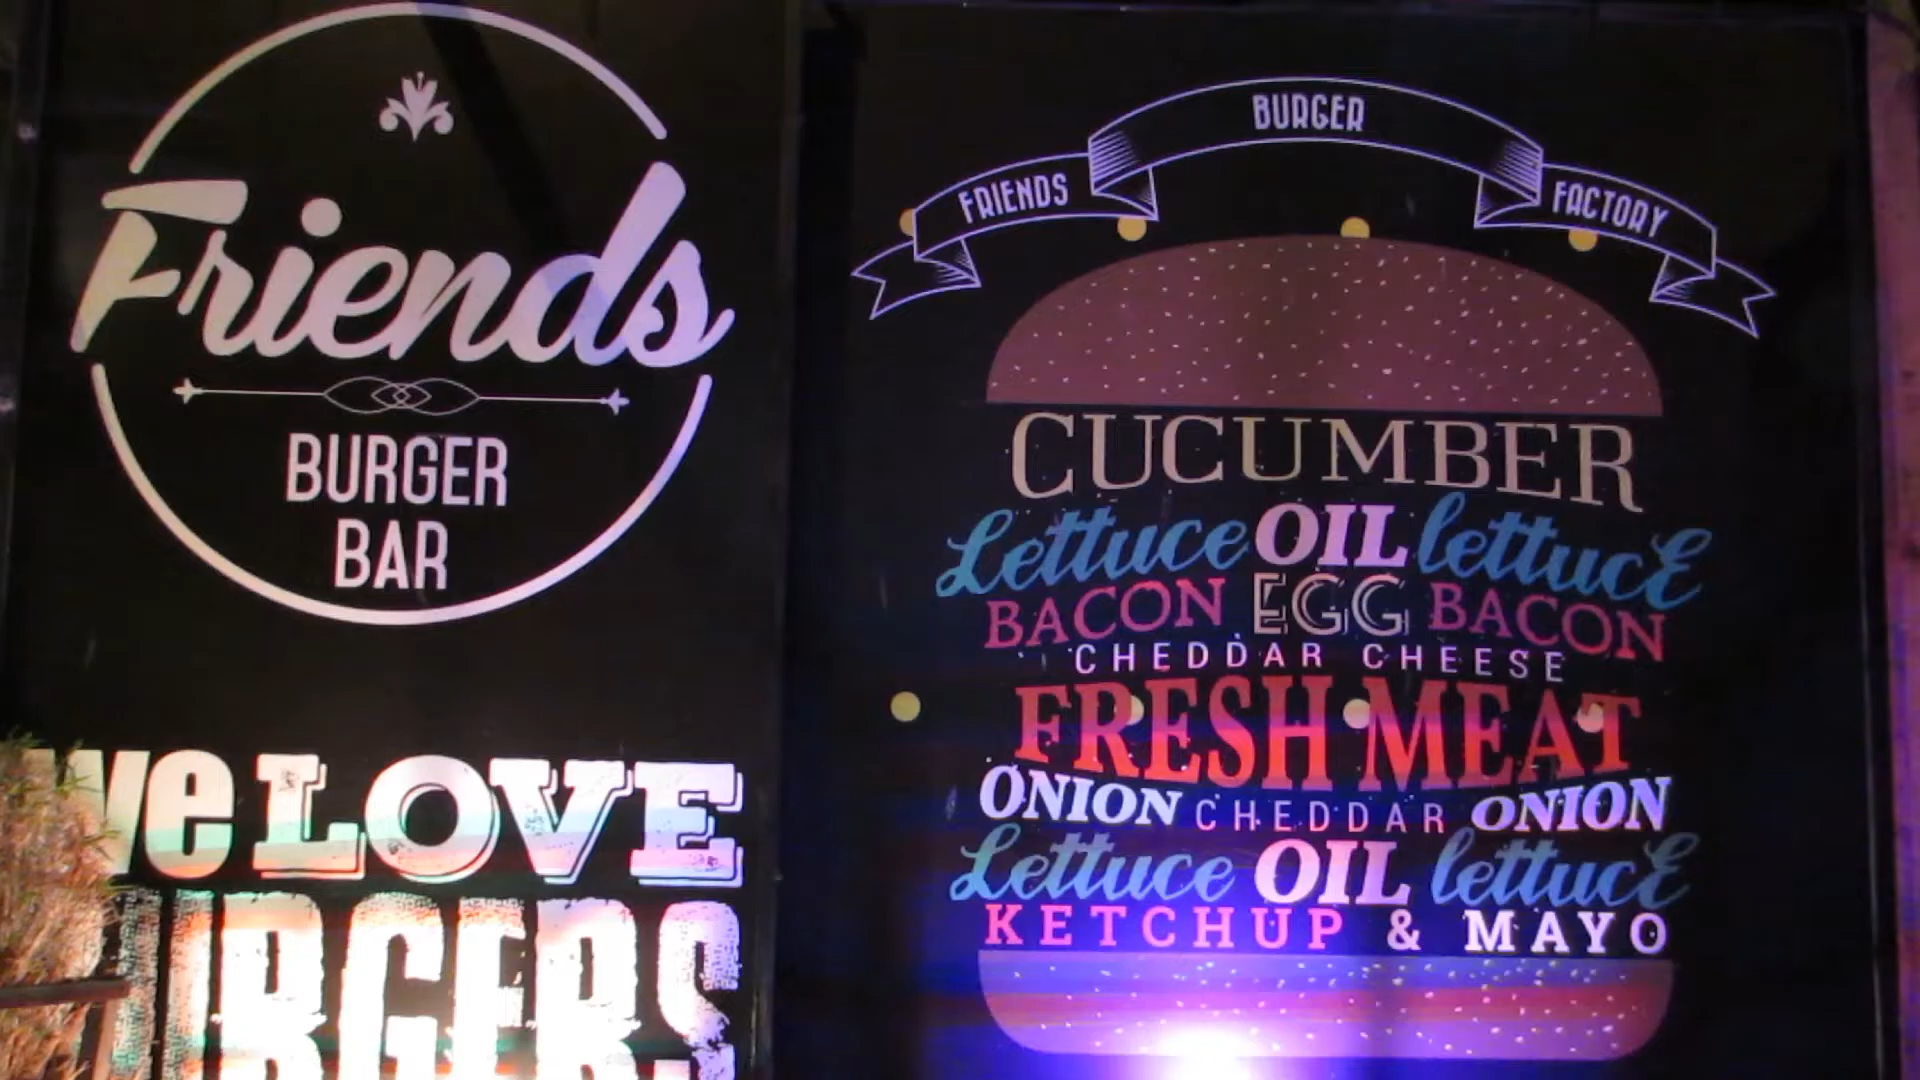 Friends
BURGER
BAR
we LOVE
BURGERS
FRIENDS BURGER FACTORY
CUCUMBER
Lettuce OIL lettuce
BACON EGG BACON
CHEDDAR CHEESE
FRESH MEAT
ONION CHEDDAR ONION
Lettuce OIL lettuce
KETCHUP & MAYO